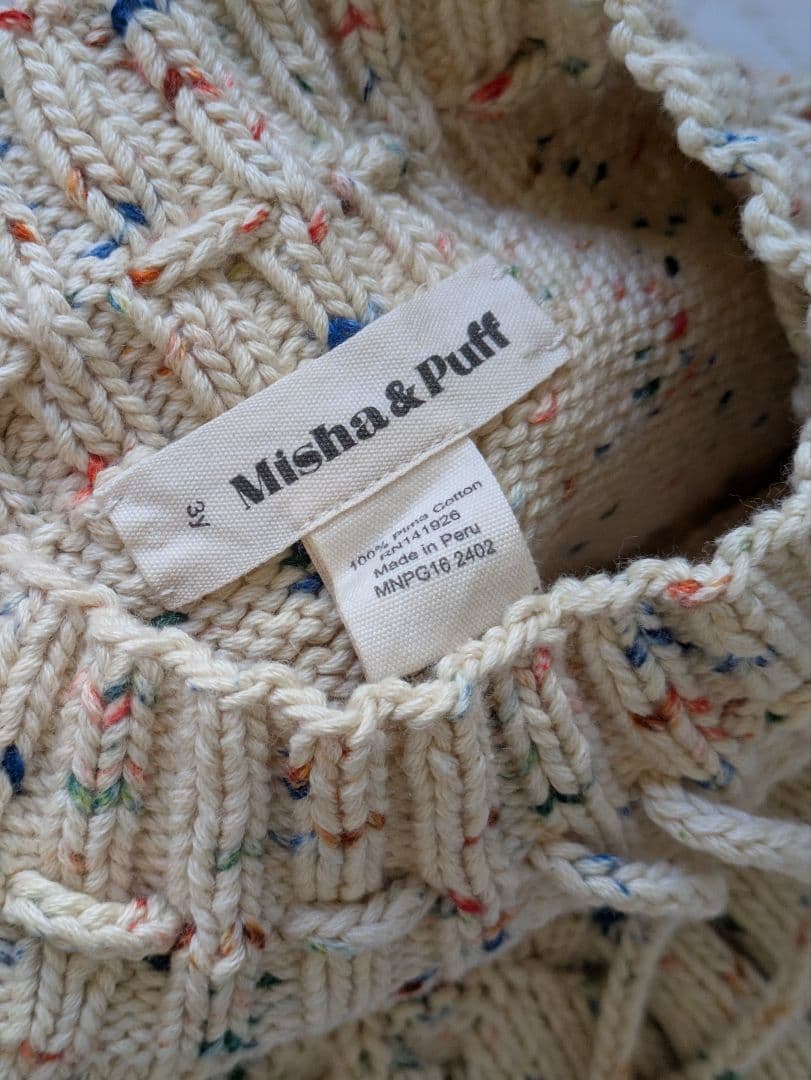 Misha & Puff
3Y
100% Pima Cotton
RN141926
Made in Peru
MNPG16 2402